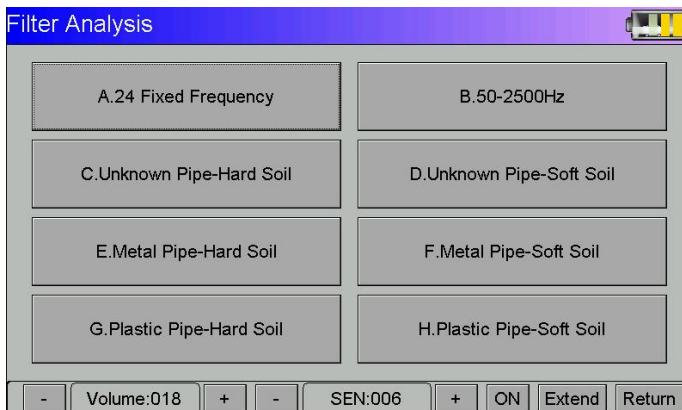 Filter Analysis
A.24 Fixed Frequency
B.50-2500Hz
C.Unknown Pipe-Hard Soil
D.Unknown Pipe-Soft Soil
E.Metal Pipe-Hard Soil
F.Metal Pipe-Soft Soil
G.Plastic Pipe-Hard Soil
H.Plastic Pipe-Soft Soil
- Volume:018 + - SEN:006 + ON Extend Return